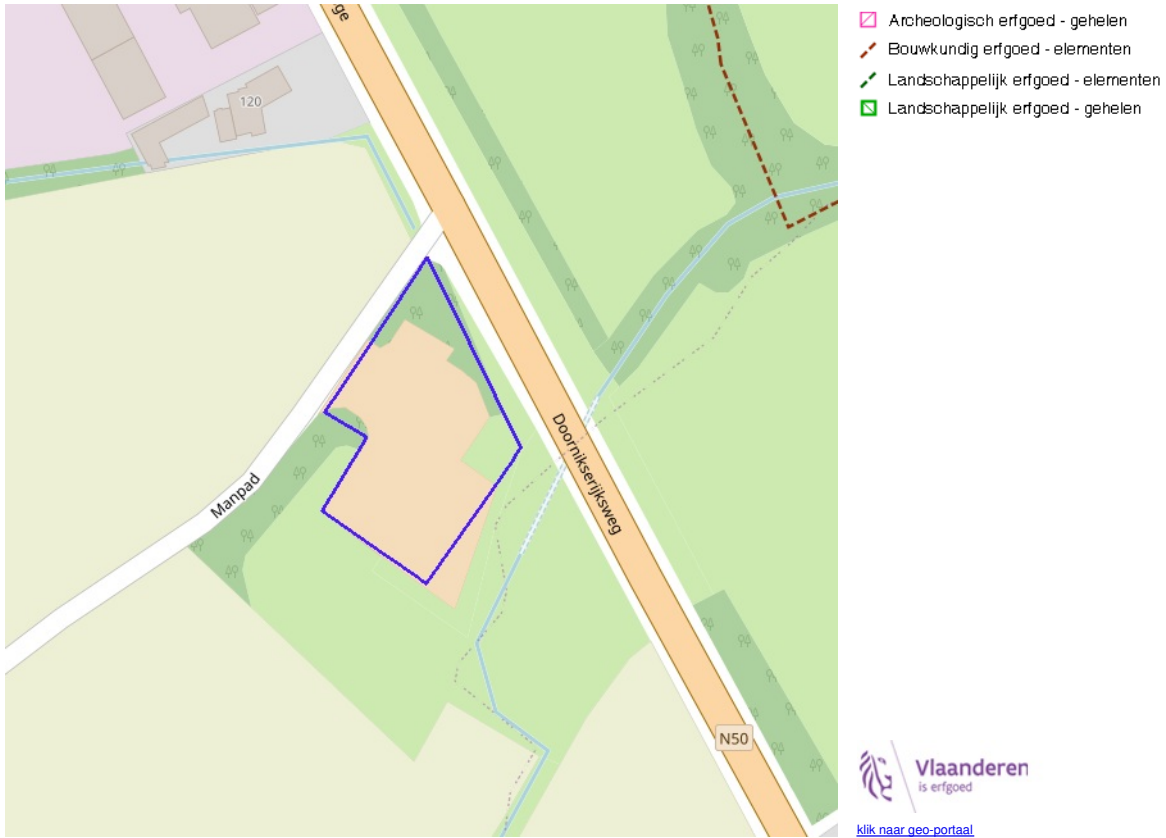 ge
120
Manpad
Doornikserijksweg
N50
Archeologisch erfgoed - gehelen
Bouwkundig erfgoed - elementen
Landschappelijk erfgoed - elementen
Landschappelijk erfgoed - gehelen
Vlaanderen
is erfgoed
klik naar geo-portaal